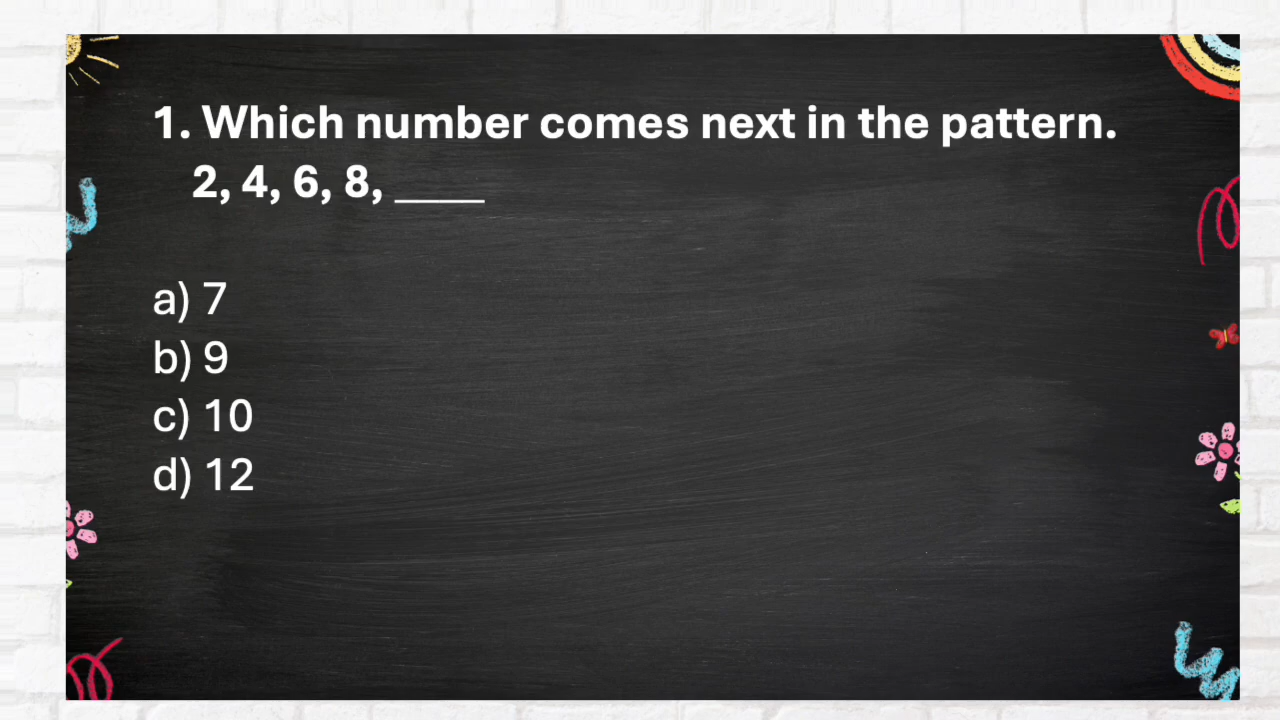 1. Which number comes next in the pattern.
2, 4, 6, 8, ____
a) 7
b) 9
c) 10
d) 12